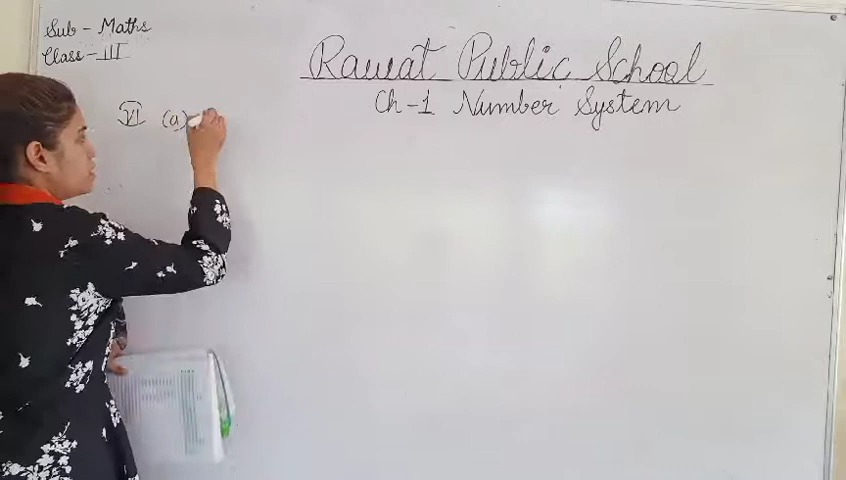 Sub - Maths
Class - III
Rawat Public School
Ch-1 Number System
VI (a)